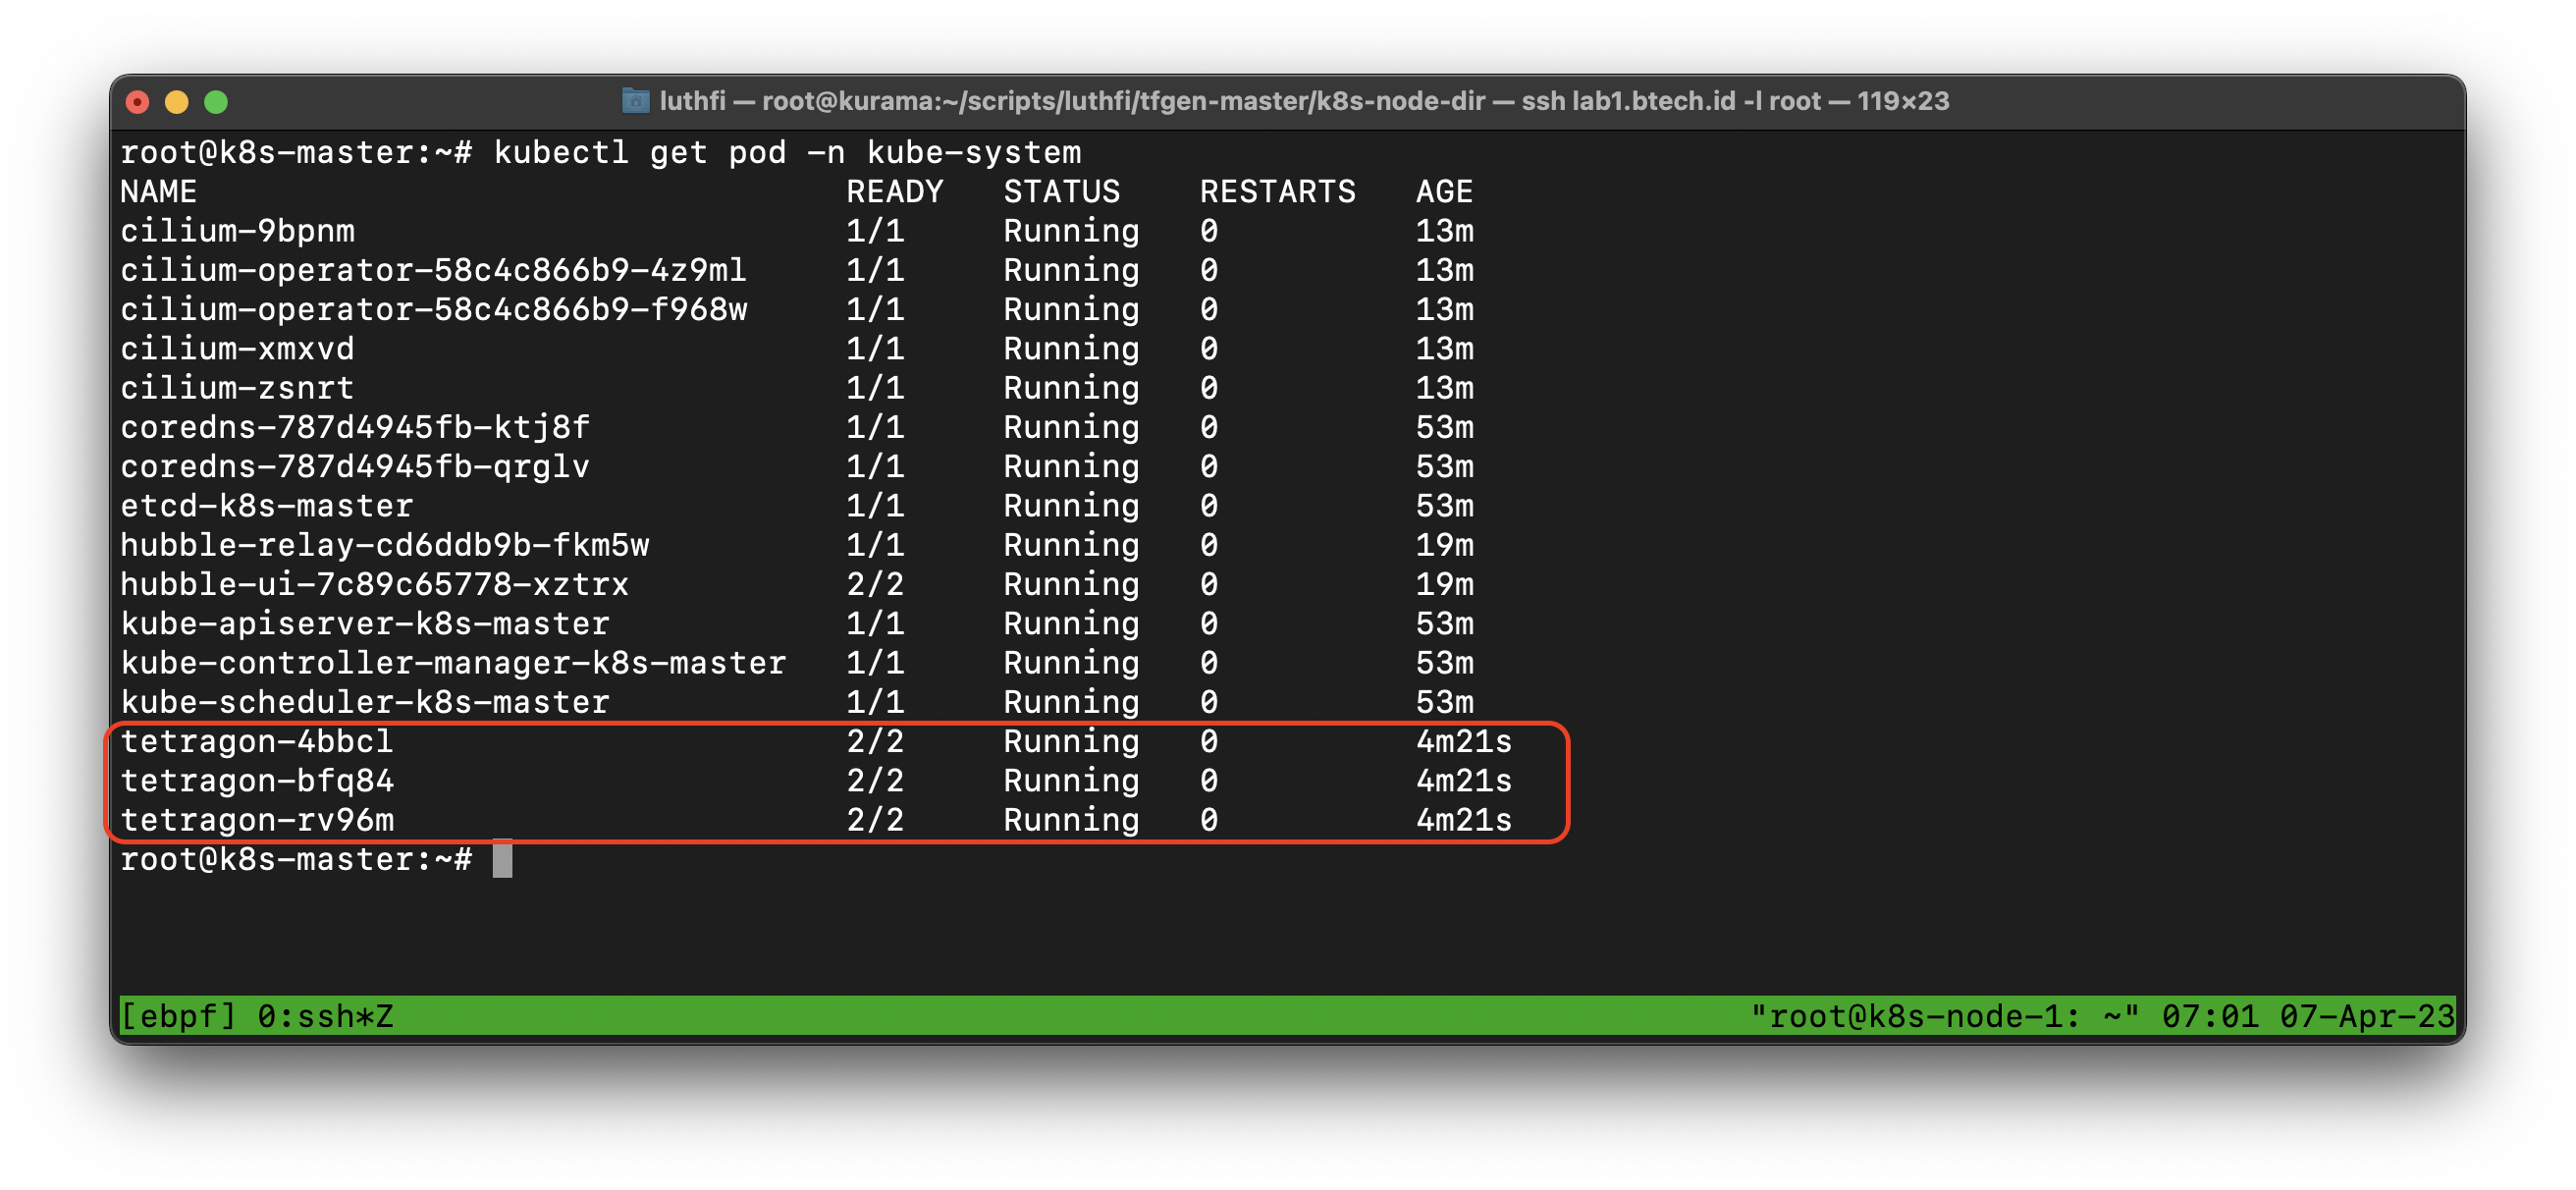 luthfi — root@kurama:~/scripts/luthfi/tfgen-master/k8s-node-dir — ssh lab1.btech.id -l root — 119×23
root@k8s-master:~# kubectl get pod -n kube-system
NAME READY STATUS RESTARTS AGE
cilium-9bpnm 1/1 Running 0 13m
cilium-operator-58c4c866b9-4z9ml 1/1 Running 0 13m
cilium-operator-58c4c866b9-f968w 1/1 Running 0 13m
cilium-xmxvd 1/1 Running 0 13m
cilium-zsnrt 1/1 Running 0 13m
coredns-787d4945fb-ktj8f 1/1 Running 0 53m
coredns-787d4945fb-qrglv 1/1 Running 0 53m
etcd-k8s-master 1/1 Running 0 53m
hubble-relay-cd6ddb9b-fkm5w 1/1 Running 0 19m
hubble-ui-7c89c65778-xztrx 2/2 Running 0 19m
kube-apiserver-k8s-master 1/1 Running 0 53m
kube-controller-manager-k8s-master 1/1 Running 0 53m
kube-scheduler-k8s-master 1/1 Running 0 53m
tetragon-4bbcl 2/2 Running 0 4m21s
tetragon-bfq84 2/2 Running 0 4m21s
tetragon-rv96m 2/2 Running 0 4m21s
root@k8s-master:~#
[ebpf] 0:ssh*Z "root@k8s-node-1: ~" 07:01 07-Apr-23